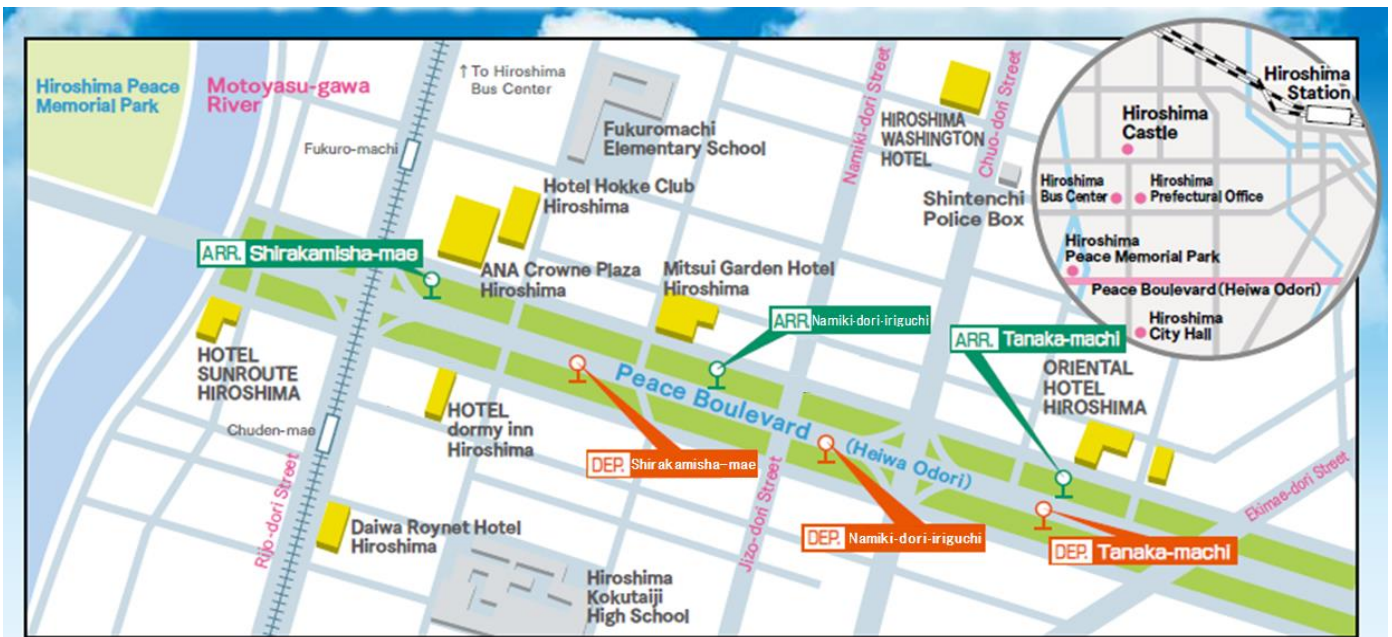 Hiroshima Peace
Memorial Park
Motoyasu-gawa
River
↑ To Hiroshima
Bus Center
Fukuro-machi
Fukuromachi
Elementary School
Hotel Hokke Club
Hiroshima
Namiki-dori Street
HIROSHIMA
WASHINGTON
HOTEL
Chuo-dori Street
Shintenchi
Police Box
Hiroshima
Station
Hiroshima
Castle
Hiroshima
Bus Center
Hiroshima
Prefectural Office
Hiroshima
Peace Memorial Park
Peace Boulevard (Heiwa Odori)
Hiroshima
City Hall
ARR. Shirakamisha-mae
ANA Crowne Plaza
Hiroshima
Mitsui Garden Hotel
Hiroshima
ARR. Namiki-dori-iriguchi
ARR. Tanaka-machi
ORIENTAL
HOTEL
HIROSHIMA
HOTEL
SUNROUTE
HIROSHIMA
HOTEL
dormy inn
Hiroshima
Peace Boulevard (Heiwa Odori)
Chuden-mae
DEP. Shirakamisha-mae
Rijo-dori Street
Jizo-dori Street
Ekimae-dori Street
DEP. Namiki-dori-iriguchi
DEP. Tanaka-machi
Daiwa Roynet Hotel
Hiroshima
Hiroshima
Kokutaiji
High School